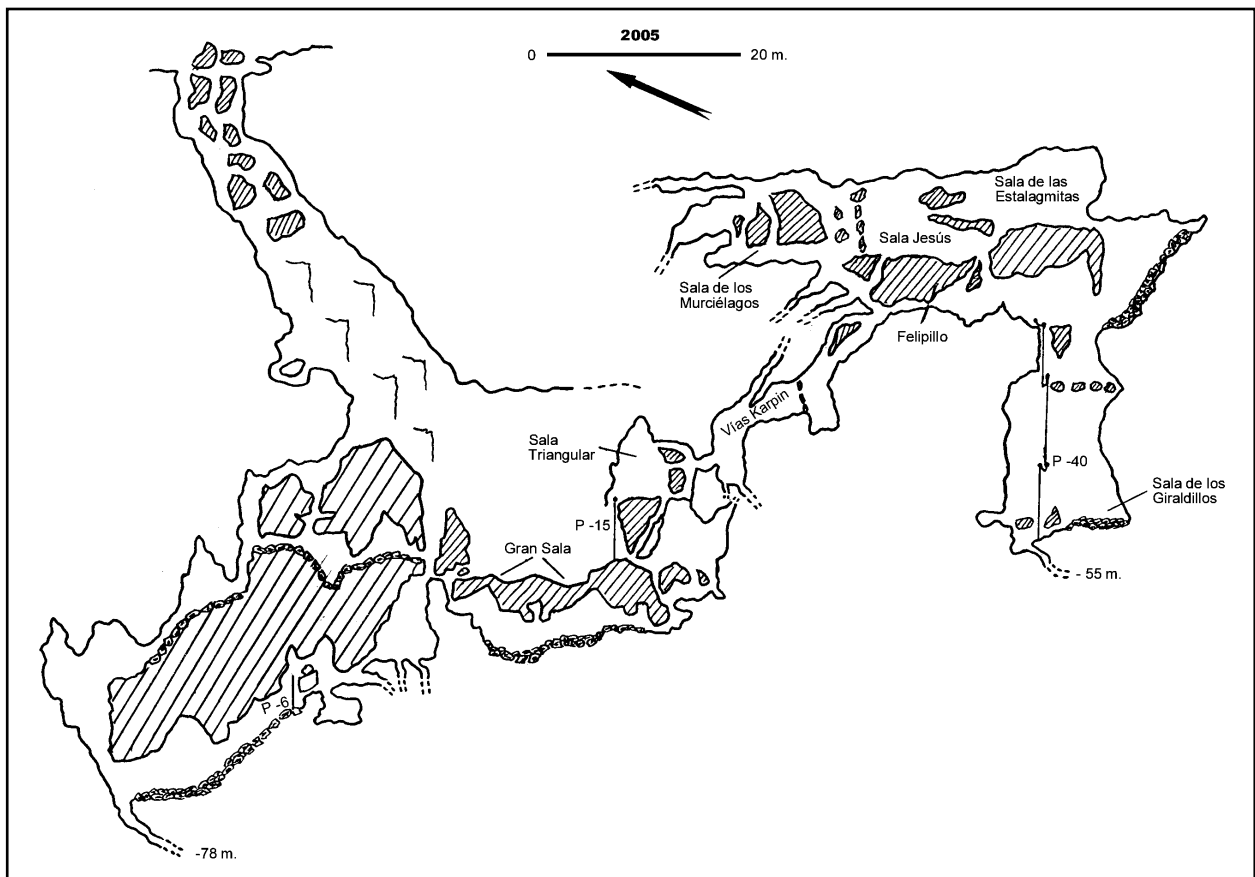 2005
0 20 m.
Sala de las
Estalagmitas
Sala Jesús
Sala de los
Murciélagos
Felipillo
Vías Karpin
Sala
Triangular
P -40
Sala de los
Giraldillos
P -15
Gran Sala
- 55 m.
P -6
-78 m.